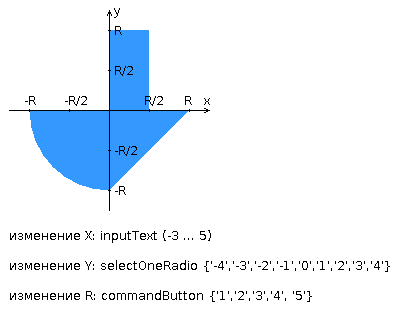 y
R
R/2
-R -R/2 R/2 R x
-R/2
-R
изменение X: inputText (-3 ... 5)
изменение Y: selectOneRadio {'-4','-3','-2','-1','0','1','2','3','4'}
изменение R: commandButton {'1','2','3','4', '5'}